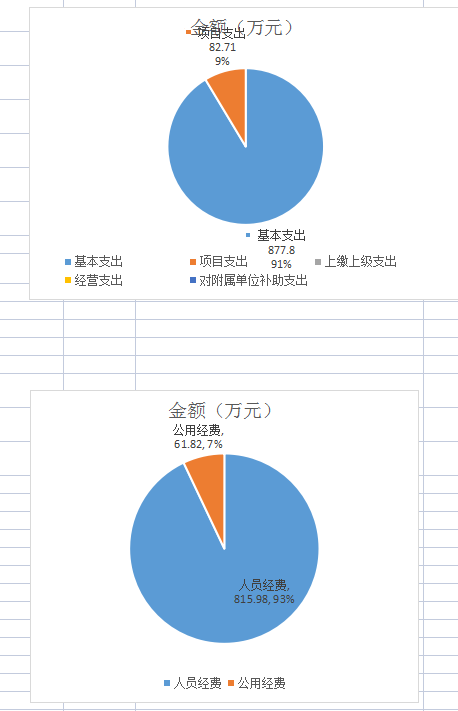 金额（万元）
项目支出
82.71
9%
基本支出
877.8
91%
基本支出 项目支出 上缴上级支出
经营支出 对附属单位补助支出
金额（万元）
公用经费,
61.82, 7%
人员经费,
815.98, 93%
人员经费 公用经费